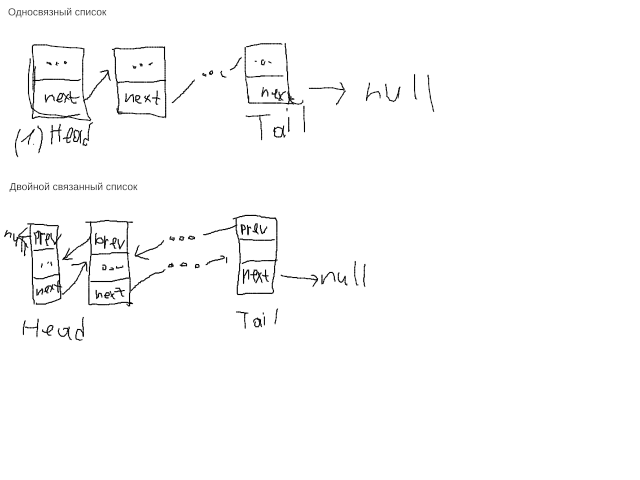 Односвязный список
... ... ... ...
next next next null
(1.) Head Tail
Двойной связанный список
null prev prev ... prev
... ... ...
next next next null
Head Tail